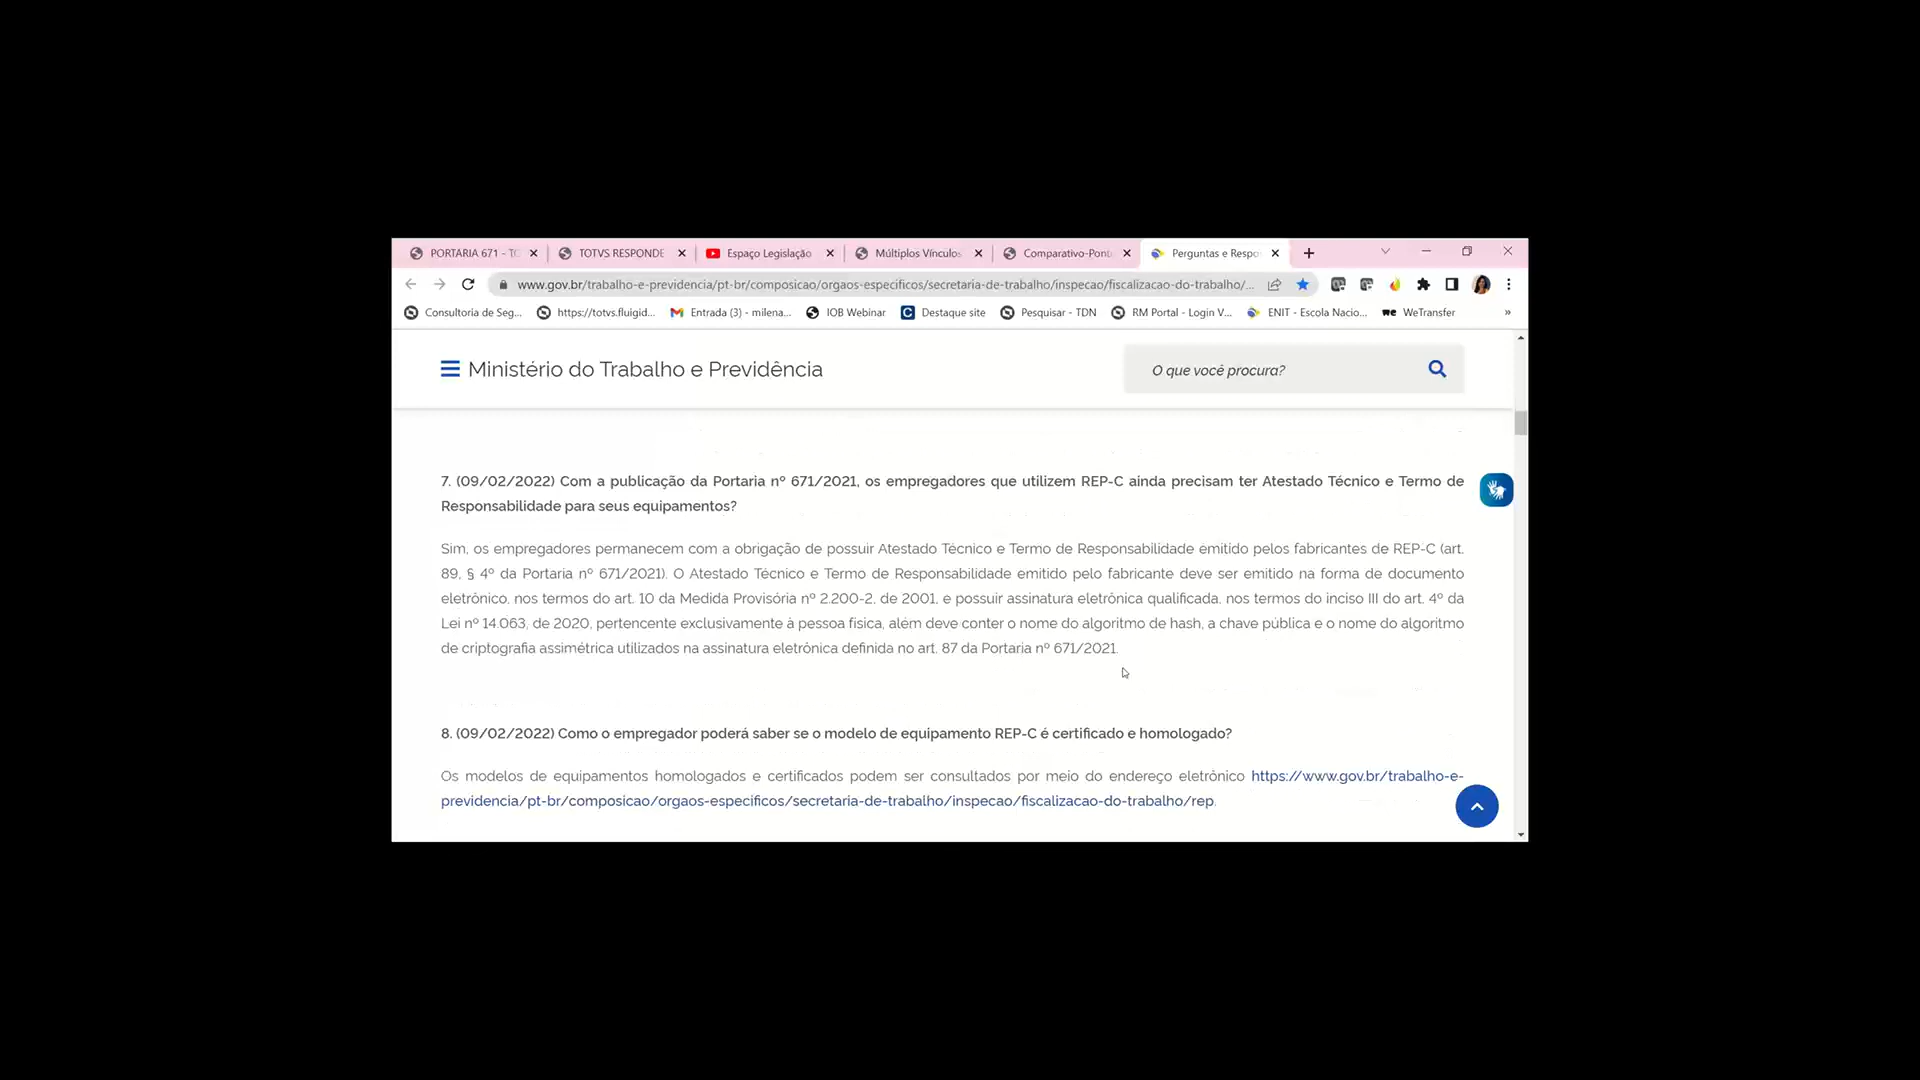 PORTARIA 671 - TO
TOTVS RESPONDE
Espaço Legislação
Múltiplos Vínculos
Comparativo-Pont
Perguntas e Respo
www.gov.br/trabalho-e-previdencia/pt-br/composicao/orgaos-especificos/secretaria-de-trabalho/inspecao/fiscalizacao-do-trabalho/...
Consultoria de Seg...
https://totvs.fluigid...
Entrada (3) - milena...
IOB Webinar
Destaque site
Pesquisar - TDN
RM Portal - Login V...
ENIT - Escola Nacio...
we WeTransfer
»
Ministério do Trabalho e Previdência
O que você procura?
7. (09/02/2022) Com a publicação da Portaria nº 671/2021, os empregadores que utilizem REP-C ainda precisam ter Atestado Técnico e Termo de
Responsabilidade para seus equipamentos?
Sim, os empregadores permanecem com a obrigação de possuir Atestado Técnico e Termo de Responsabilidade emitido pelos fabricantes de REP-C (art.
89, § 4º da Portaria nº 671/2021). O Atestado Técnico e Termo de Responsabilidade emitido pelo fabricante deve ser emitido na forma de documento
eletrônico, nos termos do art. 10 da Medida Provisória nº 2.200-2, de 2001, e possuir assinatura eletrônica qualificada, nos termos do inciso III do art. 4º da
Lei nº 14.063, de 2020, pertencente exclusivamente à pessoa física, além deve conter o nome do algoritmo de hash, a chave pública e o nome do algoritmo
de criptografia assimétrica utilizados na assinatura eletrônica definida no art. 87 da Portaria nº 671/2021.
8. (09/02/2022) Como o empregador poderá saber se o modelo de equipamento REP-C é certificado e homologado?
Os modelos de equipamentos homologados e certificados podem ser consultados por meio do endereço eletrônico https://www.gov.br/trabalho-e-
previdencia/pt-br/composicao/orgaos-especificos/secretaria-de-trabalho/inspecao/fiscalizacao-do-trabalho/rep.